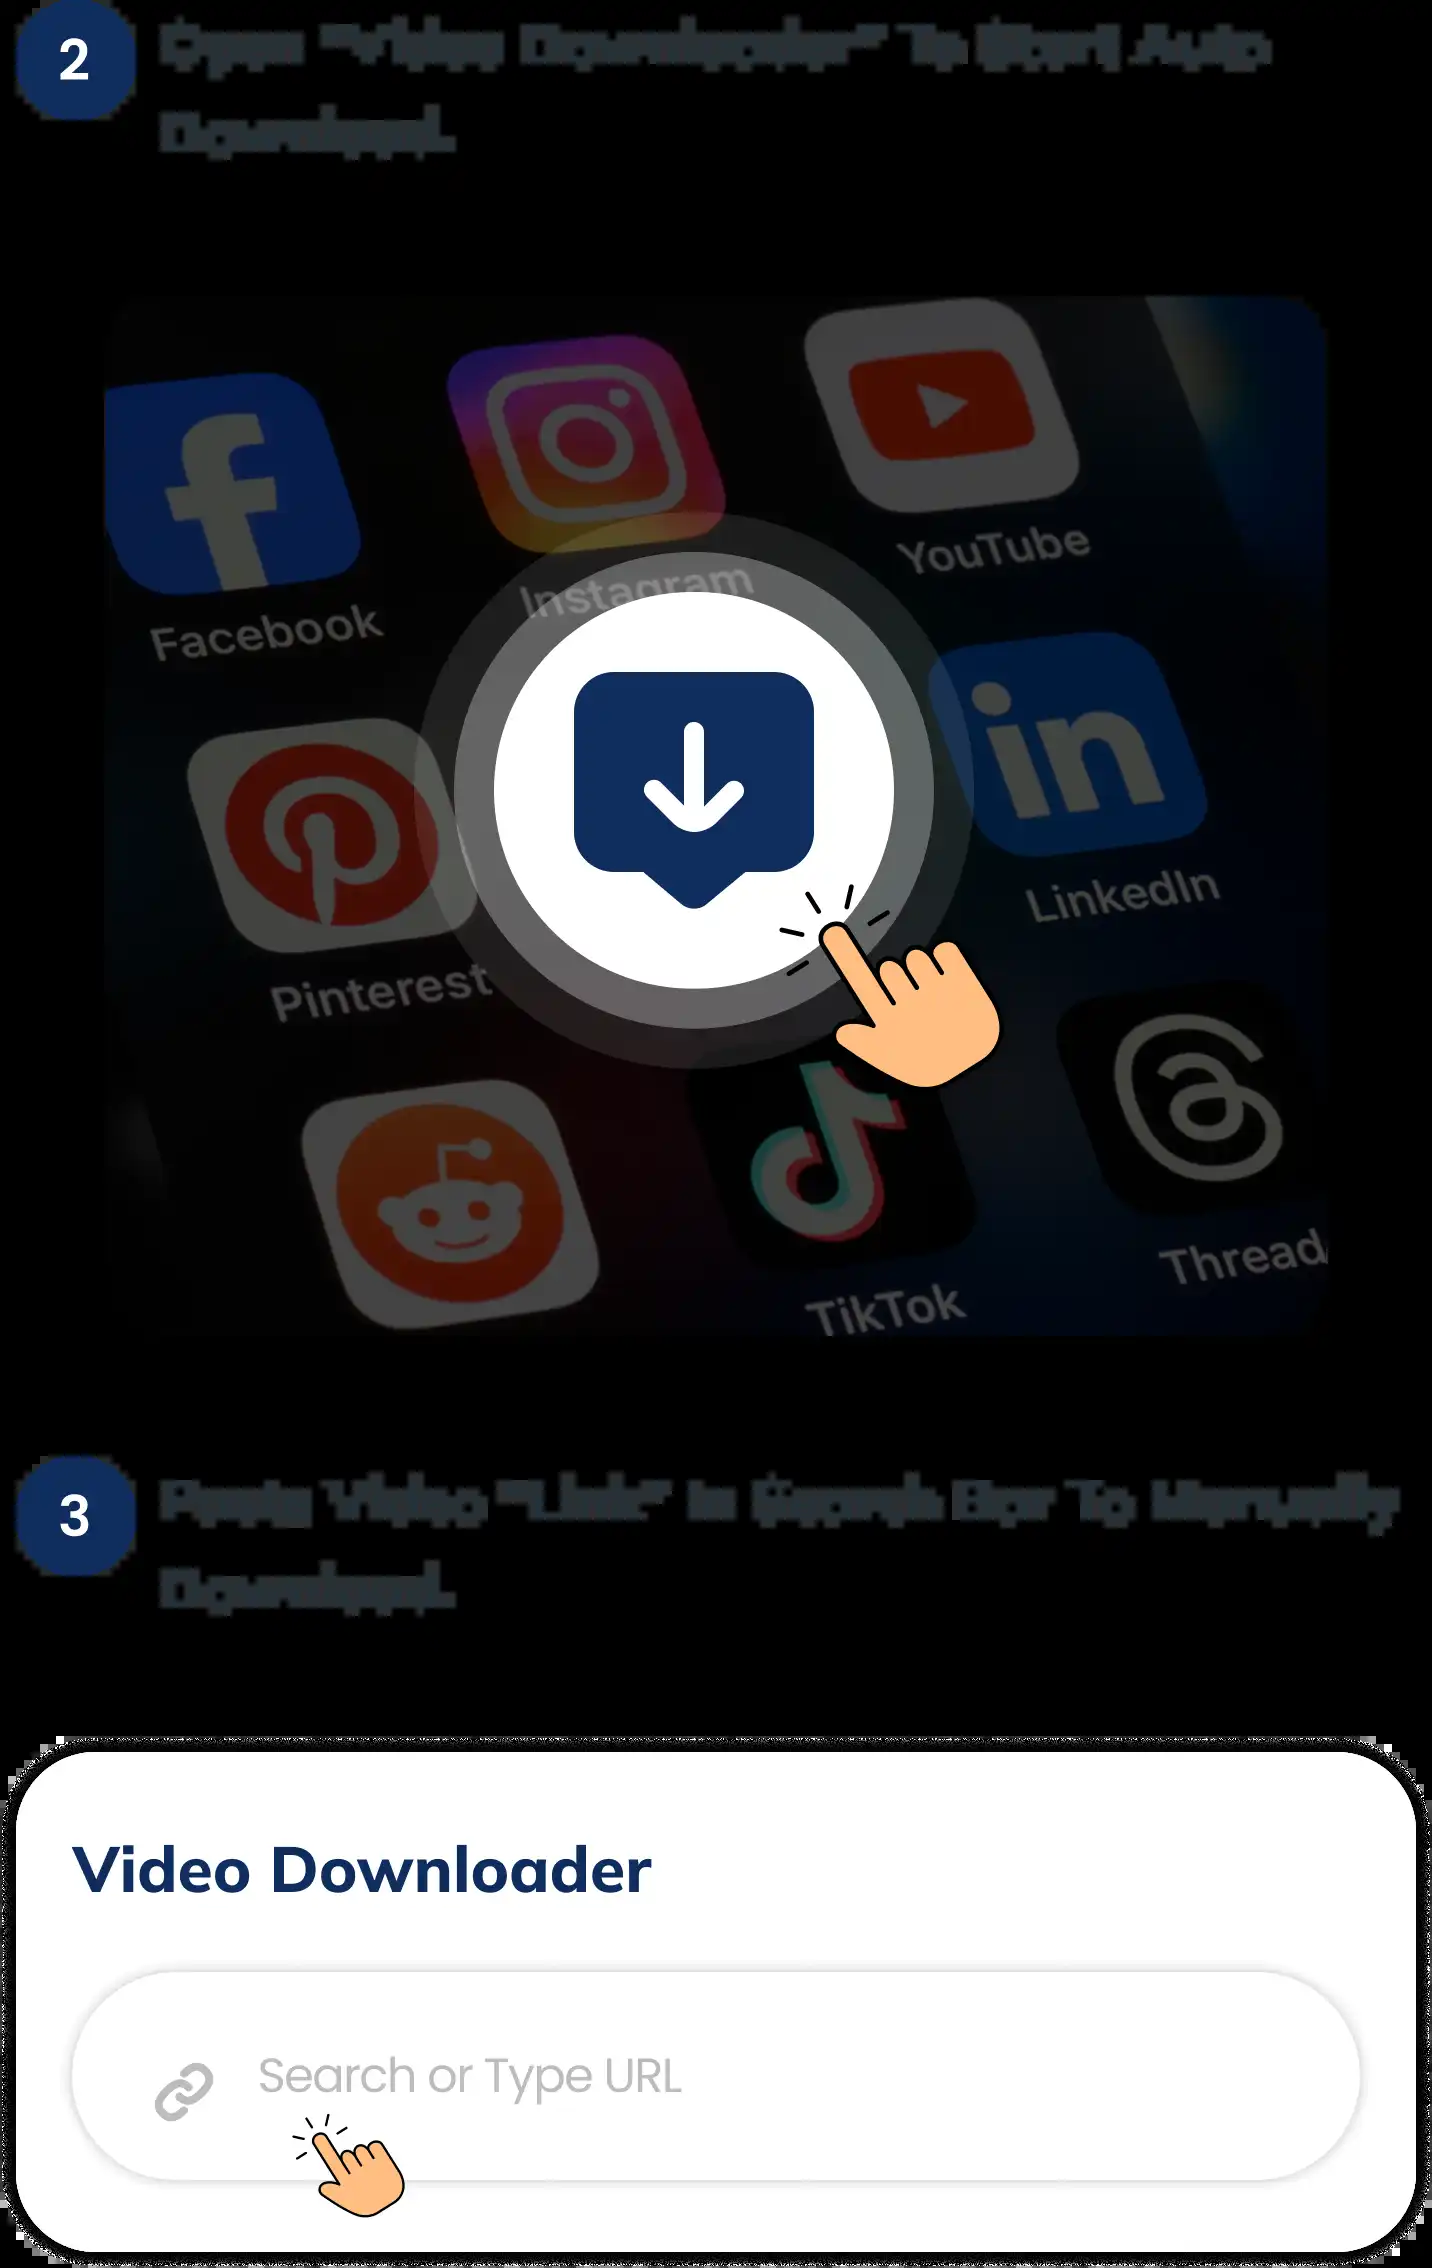 2
Open "Video Downloader" To Start Auto
Download.
YouTube
Instagram
Facebook
LinkedIn
Pinterest
Thread
TikTok
3
Paste Video "Link" In Search Bar To Manually
Download.
Video Downloader
Search or Type URL